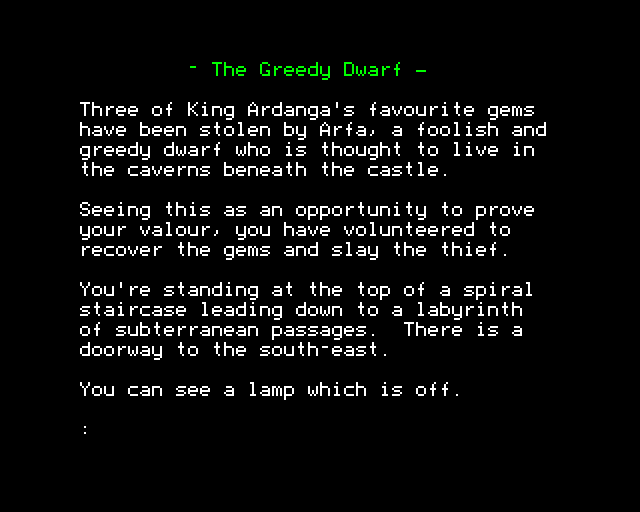 - The Greedy Dwarf -
Three of King Ardanga's favourite gems
have been stolen by Arfa, a foolish and
greedy dwarf who is thought to live in
the caverns beneath the castle.
Seeing this as an opportunity to prove
your valour, you have volunteered to
recover the gems and slay the thief.
You're standing at the top of a spiral
staircase leading down to a labyrinth
of subterranean passages.  There is a
doorway to the south-east.
You can see a lamp which is off.
: